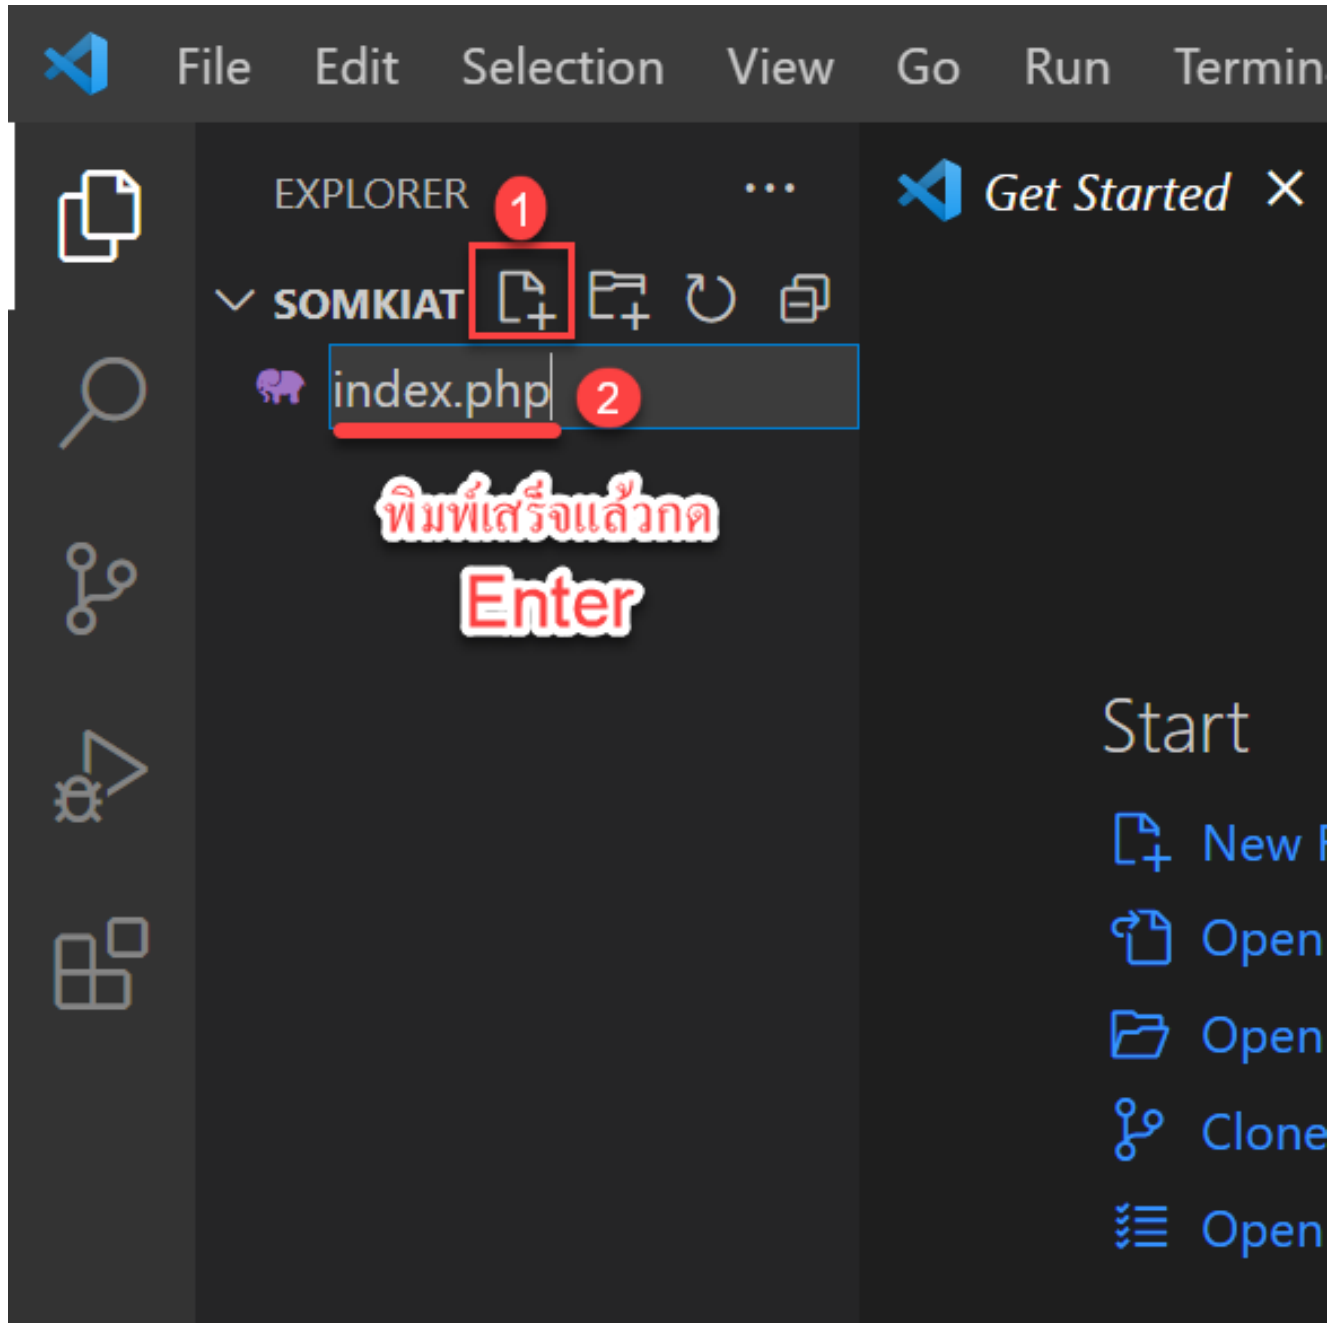 File Edit Selection View Go Run Termin
EXPLORER
1
Get Started
SOMKIAT
index.php
2
พิมพ์เสร็จแล้วกด
Enter
Start
New
Open
Open
Clone
Open